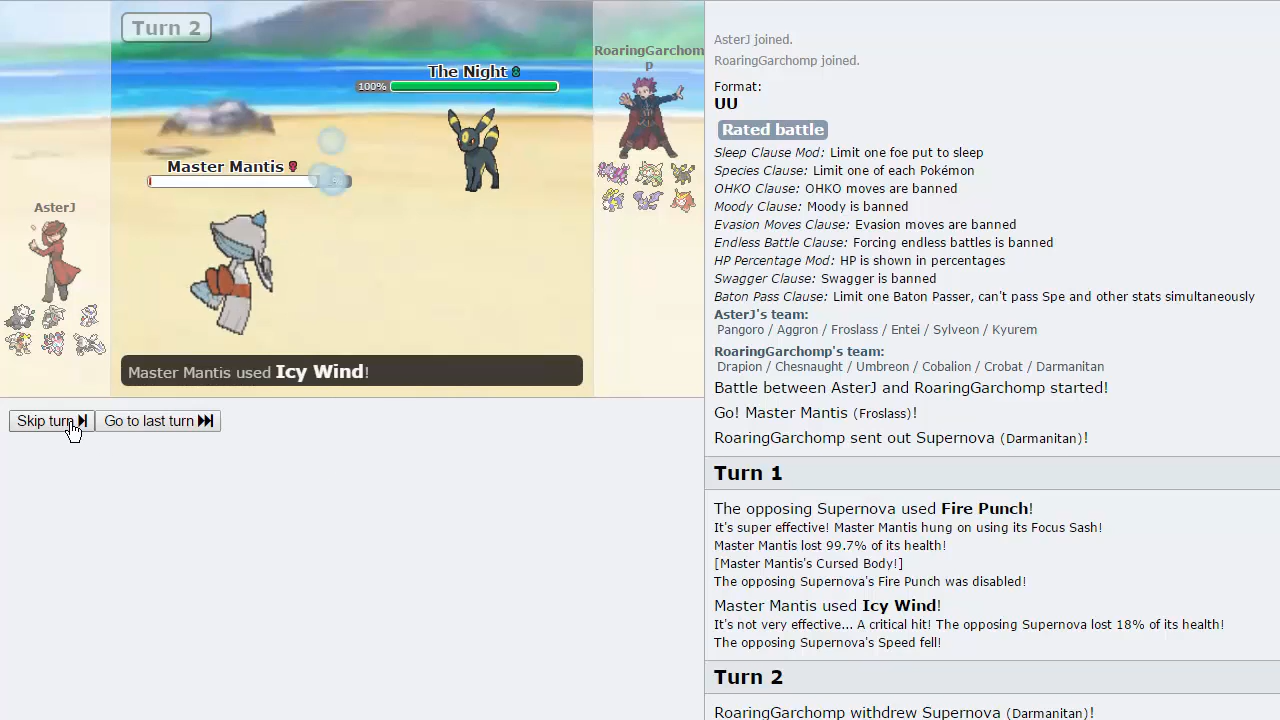 Turn 2
RoaringGarchom
p
The Night
100%
Master Mantis
AsterJ
Master Mantis used Icy Wind!
Skip turn
Go to last turn
AsterJ joined.
RoaringGarchomp joined.
Format:
UU
Rated battle
Sleep Clause Mod: Limit one foe put to sleep
Species Clause: Limit one of each Pokémon
OHKO Clause: OHKO moves are banned
Moody Clause: Moody is banned
Evasion Moves Clause: Evasion moves are banned
Endless Battle Clause: Forcing endless battles is banned
HP Percentage Mod: HP is shown in percentages
Swagger Clause: Swagger is banned
Baton Pass Clause: Limit one Baton Passer, can't pass Spe and other stats simultaneously
AsterJ's team:
Pangoro / Aggron / Froslass / Entei / Sylveon / Kyurem
RoaringGarchomp's team:
Drapion / Chesnaught / Umbreon / Cobalion / Crobat / Darmanitan
Battle between AsterJ and RoaringGarchomp started!
Go! Master Mantis (Froslass)!
RoaringGarchomp sent out Supernova (Darmanitan)!
Turn 1
The opposing Supernova used Fire Punch!
It's super effective! Master Mantis hung on using its Focus Sash!
Master Mantis lost 99.7% of its health!
[Master Mantis's Cursed Body!]
The opposing Supernova's Fire Punch was disabled!
Master Mantis used Icy Wind!
It's not very effective... A critical hit! The opposing Supernova lost 18% of its health!
The opposing Supernova's Speed fell!
Turn 2
RoaringGarchomp withdrew Supernova (Darmanitan)!